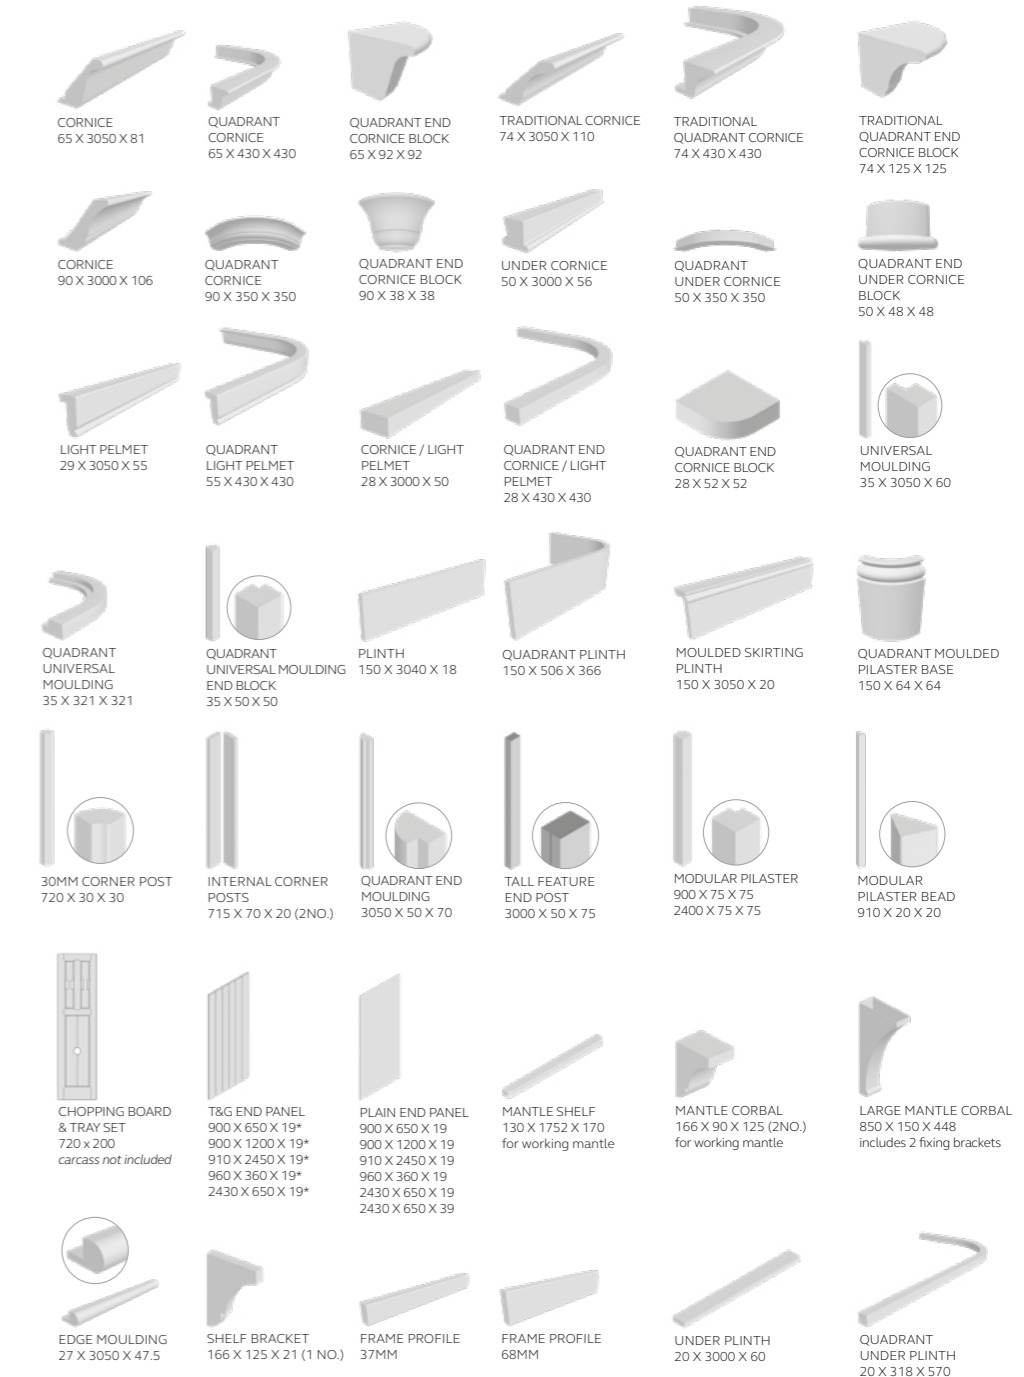 CORNICE
65 X 3050 X 81
QUADRANT
CORNICE
65 X 430 X 430
QUADRANT END
CORNICE BLOCK
65 X 92 X 92
TRADITIONAL CORNICE
74 X 3050 X 110
TRADITIONAL
QUADRANT CORNICE
74 X 430 X 430
TRADITIONAL
QUADRANT END
CORNICE BLOCK
74 X 125 X 125
CORNICE
90 X 3000 X 106
QUADRANT
CORNICE
90 X 350 X 350
QUADRANT END
CORNICE BLOCK
90 X 38 X 38
UNDER CORNICE
50 X 3000 X 56
QUADRANT
UNDER CORNICE
50 X 350 X 350
QUADRANT END
UNDER CORNICE
BLOCK
50 X 48 X 48
LIGHT PELMET
29 X 3050 X 55
QUADRANT
LIGHT PELMET
55 X 430 X 430
CORNICE / LIGHT
PELMET
28 X 3000 X 50
QUADRANT END
CORNICE / LIGHT
PELMET
28 X 430 X 430
QUADRANT END
CORNICE BLOCK
28 X 52 X 52
UNIVERSAL
MOULDING
35 X 3050 X 60
QUADRANT
UNIVERSAL
MOULDING
35 X 321 X 321
QUADRANT
UNIVERSAL MOULDING
END BLOCK
35 X 50 X 50
PLINTH
150 X 3040 X 18
QUADRANT PLINTH
150 X 506 X 366
MOULDED SKIRTING
PLINTH
150 X 3050 X 20
QUADRANT MOULDED
PILASTER BASE
150 X 64 X 64
30MM CORNER POST
720 X 30 X 30
INTERNAL CORNER
POSTS
715 X 70 X 20 (2NO.)
QUADRANT END
MOULDING
3050 X 50 X 70
TALL FEATURE
END POST
3000 X 50 X 75
MODULAR PILASTER
900 X 75 X 75
2400 X 75 X 75
MODULAR
PILASTER BEAD
910 X 20 X 20
CHOPPING BOARD
& TRAY SET
720 x 200
carcass not included
T&G END PANEL
900 X 650 X 19*
900 X 1200 X 19*
910 X 2450 X 19*
960 X 360 X 19*
2430 X 650 X 19*
PLAIN END PANEL
900 X 650 X 19
900 X 1200 X 19
910 X 2450 X 19
960 X 360 X 19
2430 X 650 X 19
2430 X 650 X 39
MANTLE SHELF
130 X 1752 X 170
for working mantle
MANTLE CORBAL
166 X 90 X 125 (2NO.)
for working mantle
LARGE MANTLE CORBAL
850 X 150 X 448
includes 2 fixing brackets
EDGE MOULDING
27 X 3050 X 47.5
SHELF BRACKET
166 X 125 X 21 (1 NO.)
FRAME PROFILE
37MM
FRAME PROFILE
68MM
UNDER PLINTH
20 X 3000 X 60
QUADRANT
UNDER PLINTH
20 X 318 X 570